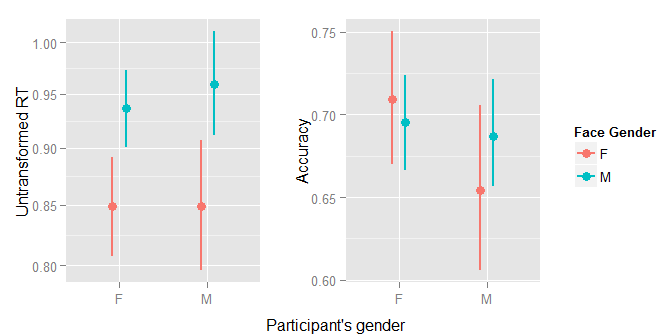 Untransformed RT
1.00
0.95
0.90
0.85
0.80
F M
Accuracy
0.75
0.70
0.65
0.60
F M
Participant's gender
Face Gender
F
M